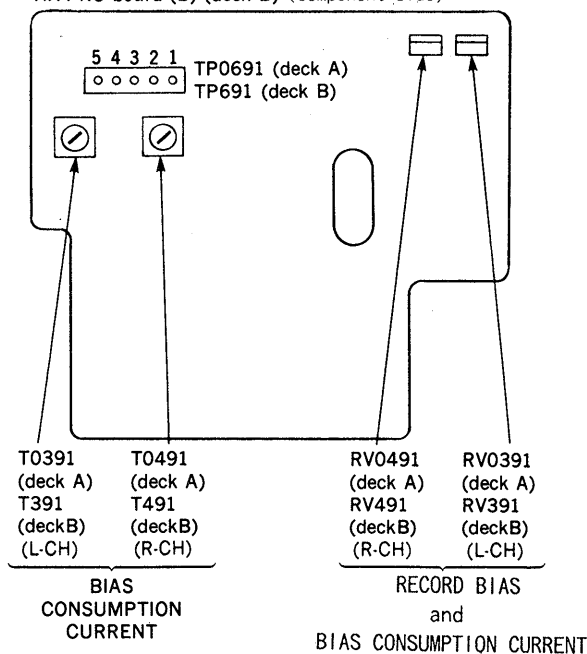 5 4 3 2 1
TP0691 (deck A)
TP691 (deck B)
T0391
(deck A)
T391
(deckB)
(L-CH)
T0491
(deck A)
T491
(deckB)
(R-CH)
BIAS
CONSUMPTION
CURRENT
RV0491
(deck A)
RV491
(deckB)
(R-CH)
RV0391
(deck A)
RV391
(deckB)
(L-CH)
RECORD BIAS
and
BIAS CONSUMPTION CURRENT